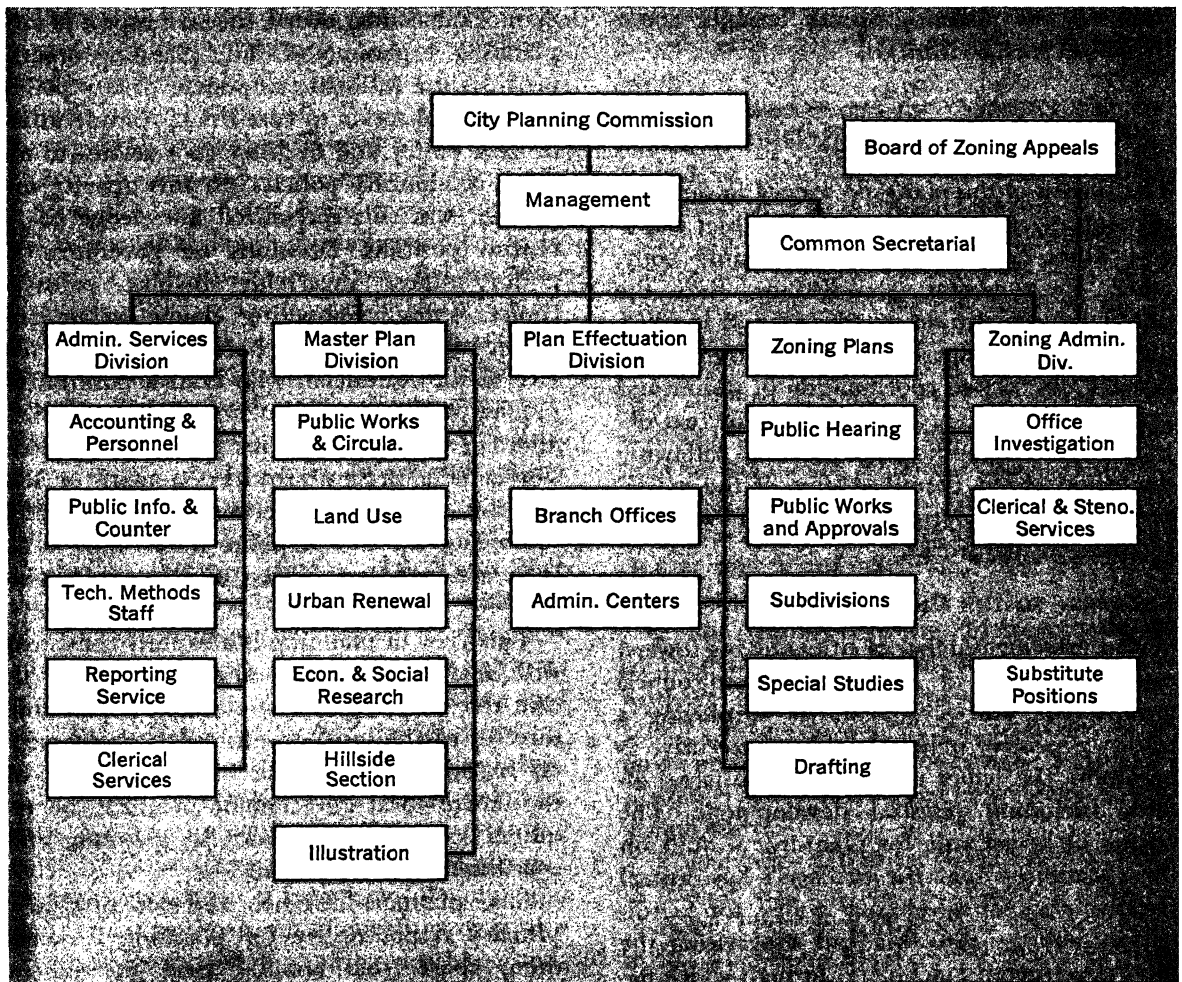 City Planning Commission
Board of Zoning Appeals
Management
Common Secretarial
Admin. Services
Division
Master Plan
Division
Plan Effectuation
Division
Zoning Plans
Zoning Admin.
Div.
Accounting &
Personnel
Public Works
& Circula.
Public Hearing
Office
Investigation
Public Info. &
Counter
Land Use
Branch Offices
Public Works
and Approvals
Clerical & Steno.
Services
Tech. Methods
Staff
Urban Renewal
Admin. Centers
Subdivisions
Reporting
Service
Econ. & Social
Research
Special Studies
Substitute
Positions
Clerical
Services
Hillside
Section
Drafting
Illustration